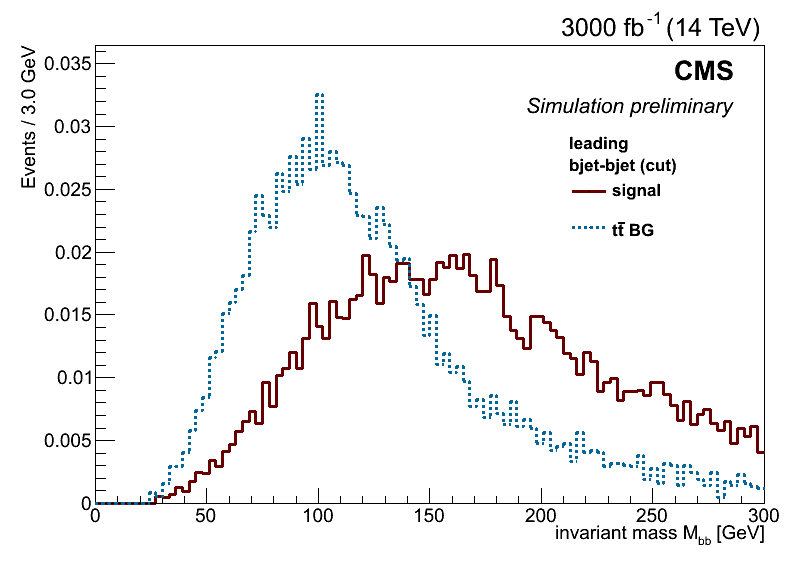 3000 fb⁻¹ (14 TeV)
CMS
Simulation preliminary
leading
bjet-bjet (cut)
signal
tt̄ BG
Events / 3.0 GeV
0.035
0.03
0.025
0.02
0.015
0.01
0.005
0
0 50 100 150 200 250 300
invariant mass M_bb [GeV]